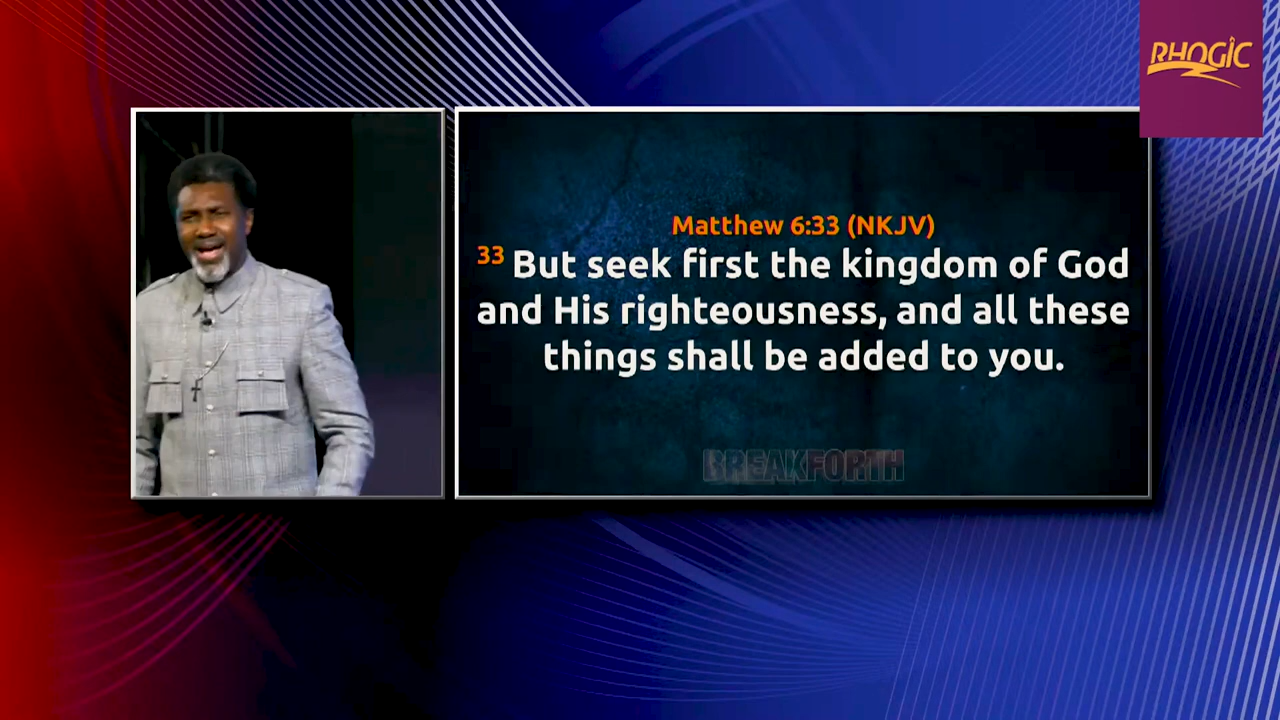 RHOGIC
Matthew 6:33 (NKJV)
33 But seek first the kingdom of God
and His righteousness, and all these
things shall be added to you.
BREAKFORTH